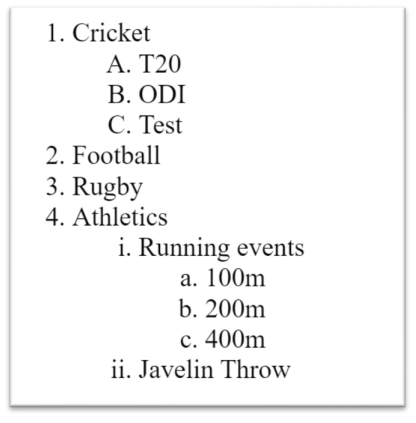 1. Cricket
A. T20
B. ODI
C. Test
2. Football
3. Rugby
4. Athletics
i. Running events
a. 100m
b. 200m
c. 400m
ii. Javelin Throw